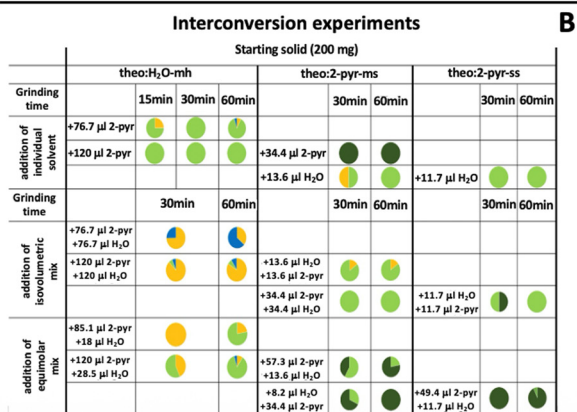 Interconversion experiments
B
Starting solid (200 mg)
theo:H₂O-mh theo:2-pyr-ms theo:2-pyr-ss
Grinding time
15min 30min 60min 30min 60min 30min 60min
addition of individual solvent
+76.7 µl 2-pyr
+120 µl 2-pyr +34.4 µl 2-pyr
+13.6 µl H₂O +11.7 µl H₂O
Grinding time
30min 60min 30min 60min 30min 60min
addition of isovolumetric mix
+76.7 µl 2-pyr
+76.7 µl H₂O
+120 µl 2-pyr +13.6 µl H₂O
+120 µl H₂O +13.6 µl 2-pyr
+34.4 µl 2-pyr +11.7 µl H₂O
+34.4 µl H₂O +11.7 µl 2-pyr
addition of equimolar mix
+85.1 µl 2-pyr
+18 µl H₂O
+120 µl 2-pyr +57.3 µl 2-pyr
+28.5 µl H₂O +13.6 µl H₂O
+8.2 µl H₂O +49.4 µl 2-pyr
+34.4 µl 2-pyr +11.7 µl H₂O